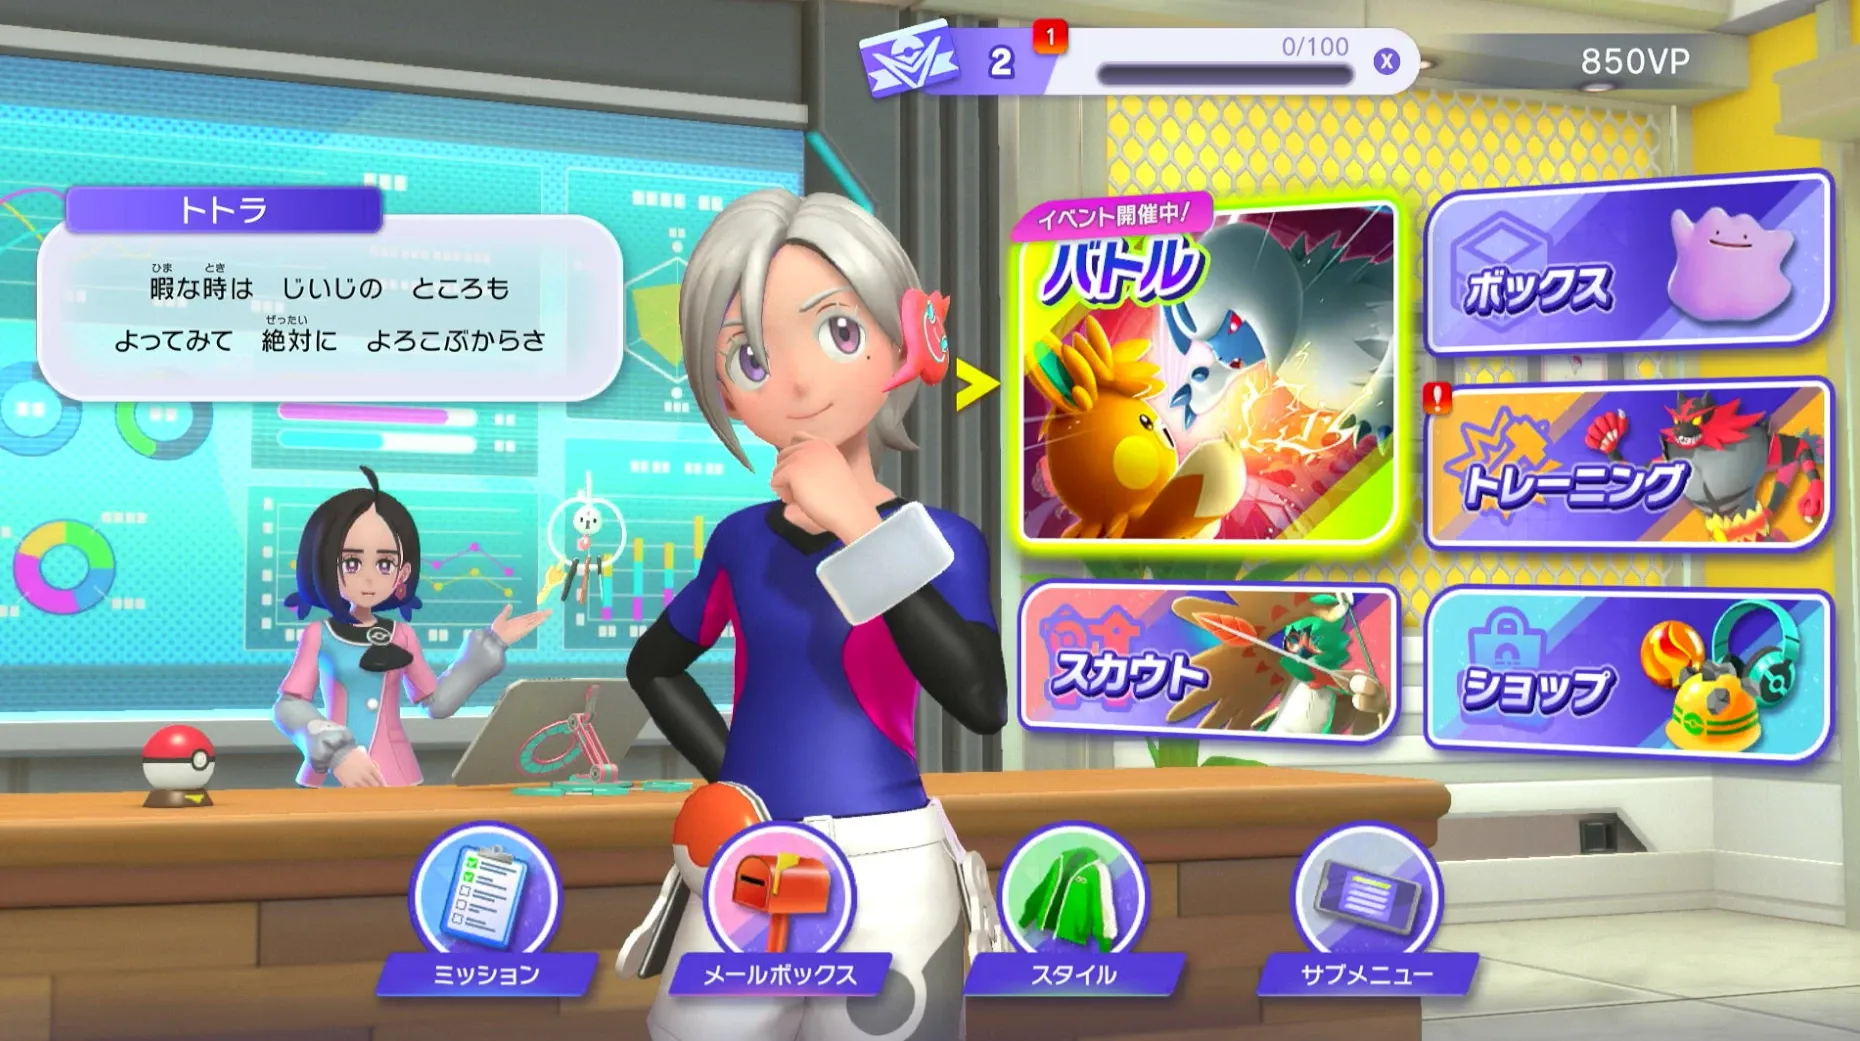 2
1
0/100
X
850VP
トトラ
暇な時は じいじの ところも
よってみて 絶対に よろこぶからさ
イベント開催中!
バトル
ボックス
!
トレーニング
スカウト
ショップ
ミッション
メールボックス
スタイル
サブメニュー